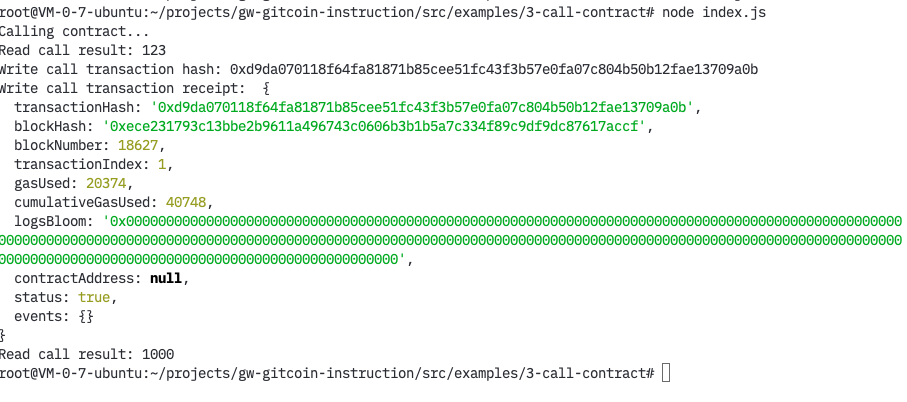 root@VM-0-7-ubuntu:~/projects/gw-gitcoin-instruction/src/examples/3-call-contract# node index.js
Calling contract...
Read call result: 123
Write call transaction hash: 0xd9da070118f64fa81871b85cee51fc43f3b57e0fa07c804b50b12fae13709a0b
Write call transaction receipt:  {
  transactionHash: '0xd9da070118f64fa81871b85cee51fc43f3b57e0fa07c804b50b12fae13709a0b',
  blockHash: '0xece231793c13bbe2b9611a496743c0606b3b1b5a7c334f89c9df9dc87617accf',
  blockNumber: 18627,
  transactionIndex: 1,
  gasUsed: 20374,
  cumulativeGasUsed: 40748,
  logsBloom: '0x00000000000000000000000000000000000000000000000000000000000000000000000000000000000000000000000
00000000000000000000000000000000000000000000000000000000000000000000000000000000000000000000000000000000000000000
00000000000000000000000000000000000000000000000000',
  contractAddress: null,
  status: true,
  events: {}
}
Read call result: 1000
root@VM-0-7-ubuntu:~/projects/gw-gitcoin-instruction/src/examples/3-call-contract#